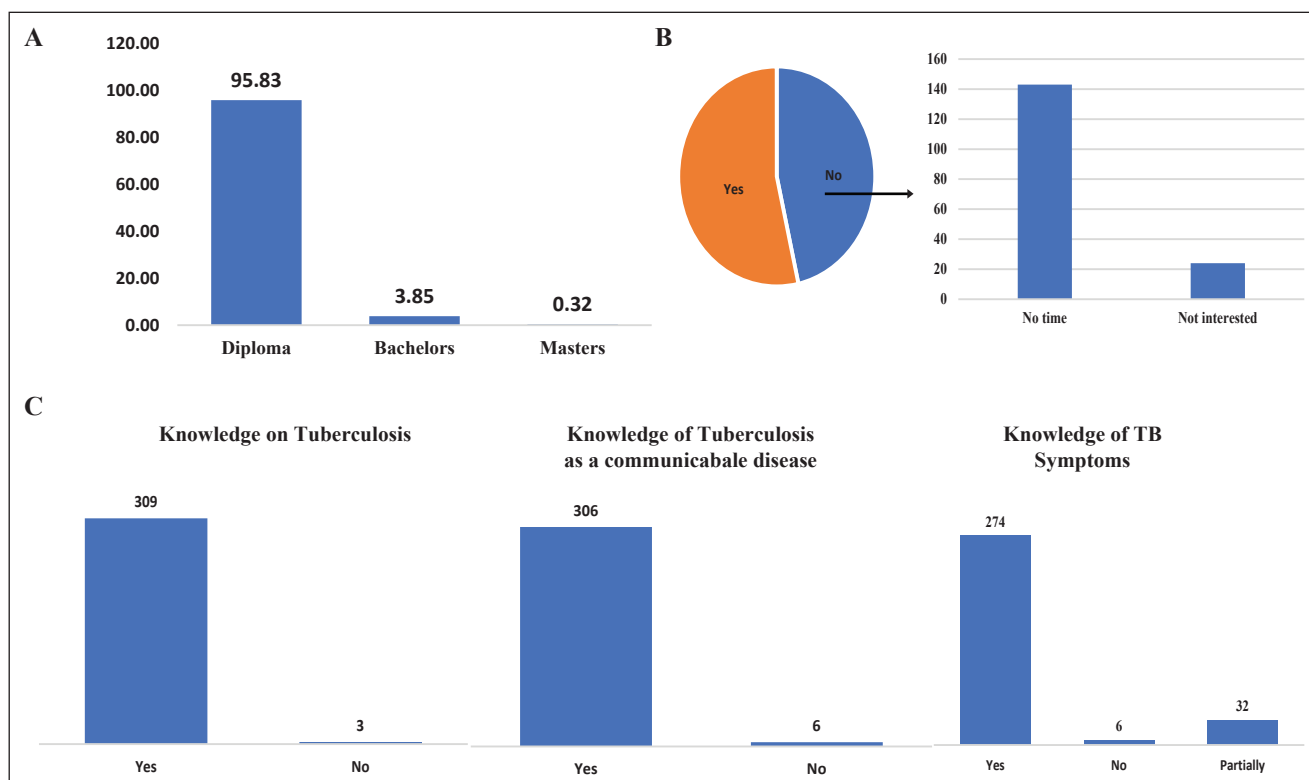 A
120.00
100.00
80.00
60.00
40.00
20.00
0.00
95.83
3.85
0.32
Diploma Bachelors Masters
B
Yes
No
160
140
120
100
80
60
40
20
0
No time Not interested
C
Knowledge on Tuberculosis
309
3
Yes No
Knowledge of Tuberculosis
as a communicabale disease
306
6
Yes No
Knowledge of TB
Symptoms
274
6
32
Yes No Partially